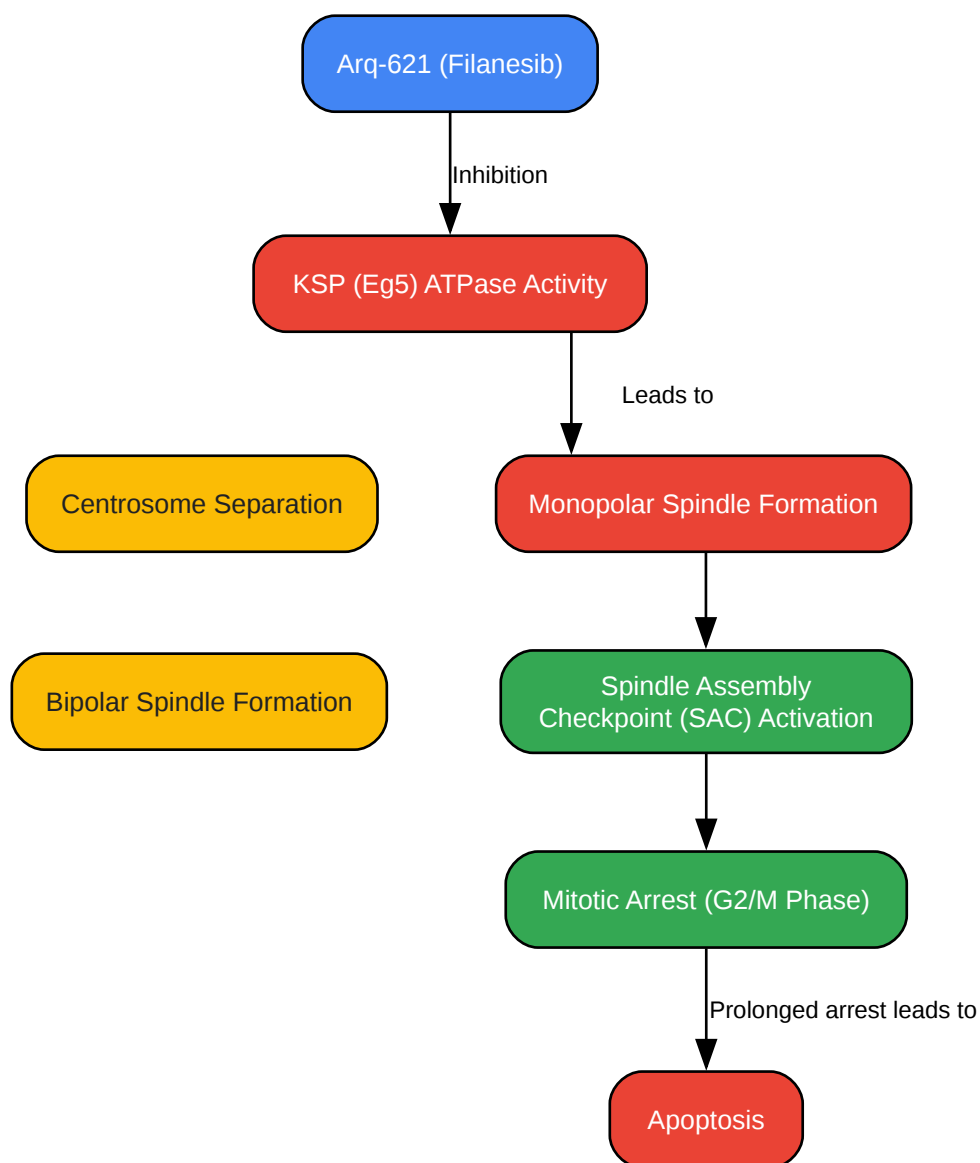 Arq-621 (Filanesib)
Inhibition
KSP (Eg5) ATPase Activity
Leads to
Centrosome Separation
Monopolar Spindle Formation
Bipolar Spindle Formation
Spindle Assembly
Checkpoint (SAC) Activation
Mitotic Arrest (G2/M Phase)
Prolonged arrest leads to
Apoptosis